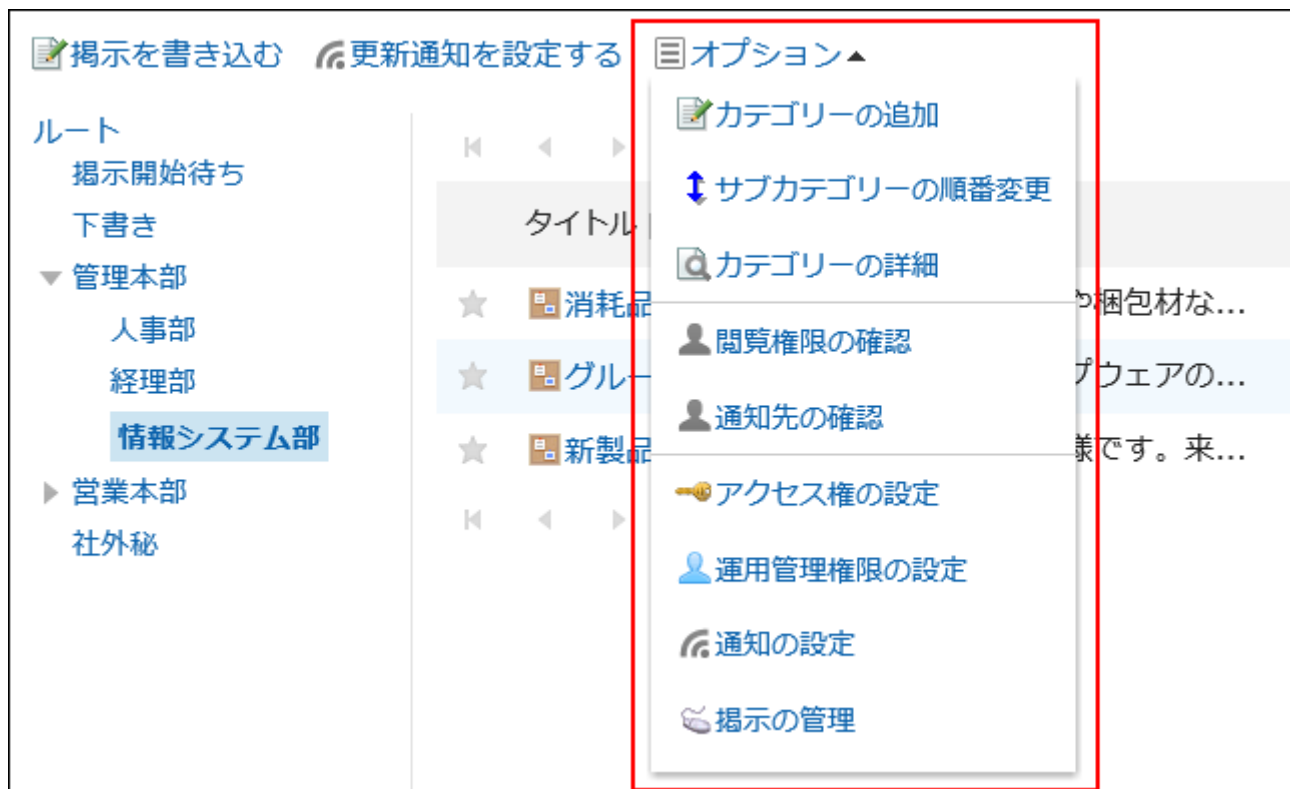 掲示を書き込む 更新通知を設定する オプション▲
ルート
掲示開始待ち
下書き
管理本部
人事部
経理部
情報システム部
営業本部
社外秘
タイトル
消耗品 や梱包材な...
グルー プウェアの...
新製品 様です。来...
カテゴリーの追加
サブカテゴリーの順番変更
カテゴリーの詳細
閲覧権限の確認
通知先の確認
アクセス権の設定
運用管理権限の設定
通知の設定
掲示の管理